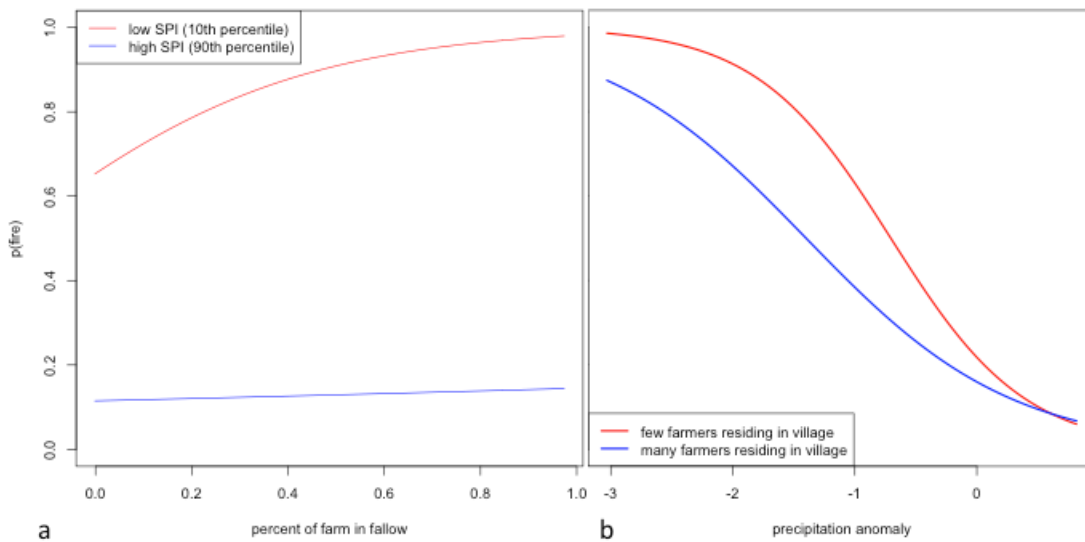 low SPI (10th percentile)
high SPI (90th percentile)
p(fire)
1.0
0.8
0.6
0.4
0.2
0.0
0.0 0.2 0.4 0.6 0.8 1.0
a percent of farm in fallow
few farmers residing in village
many farmers residing in village
-3 -2 -1 0
b precipitation anomaly